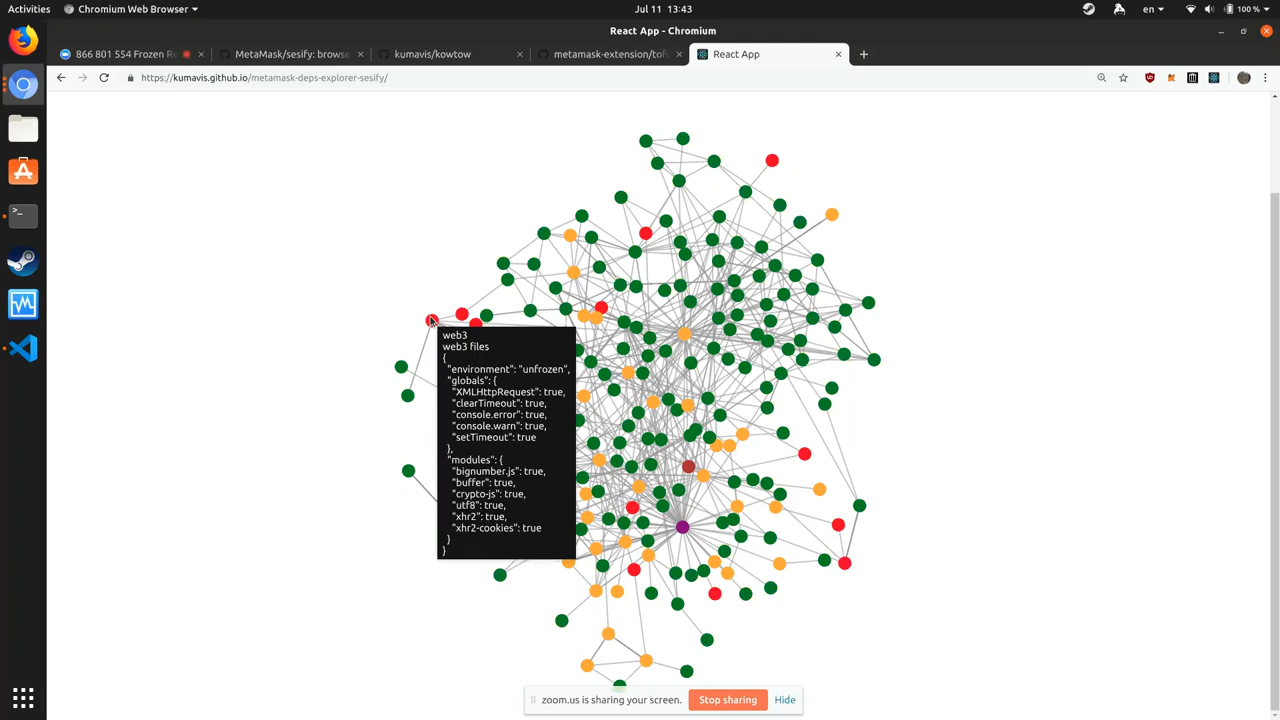 Activities
Chromium Web Browser
Jul 11 13:43
en
100 %
React App - Chromium
866 801 554 Frozen Re
MetaMask/sesify: browse
kumavis/kowtow
metamask-extension/tofu
React App
https://kumavis.github.io/metamask-deps-explorer-sesify/
web3
web3 files
{
"environment": "unfrozen",
"globals": {
"XMLHttpRequest": true,
"clearTimeout": true,
"console.error": true,
"console.warn": true,
"setTimeout": true
},
"modules": {
"bignumber.js": true,
"buffer": true,
"crypto-js": true,
"utf8": true,
"xhr2": true,
"xhr2-cookies": true
}
}
zoom.us is sharing your screen.
Stop sharing
Hide